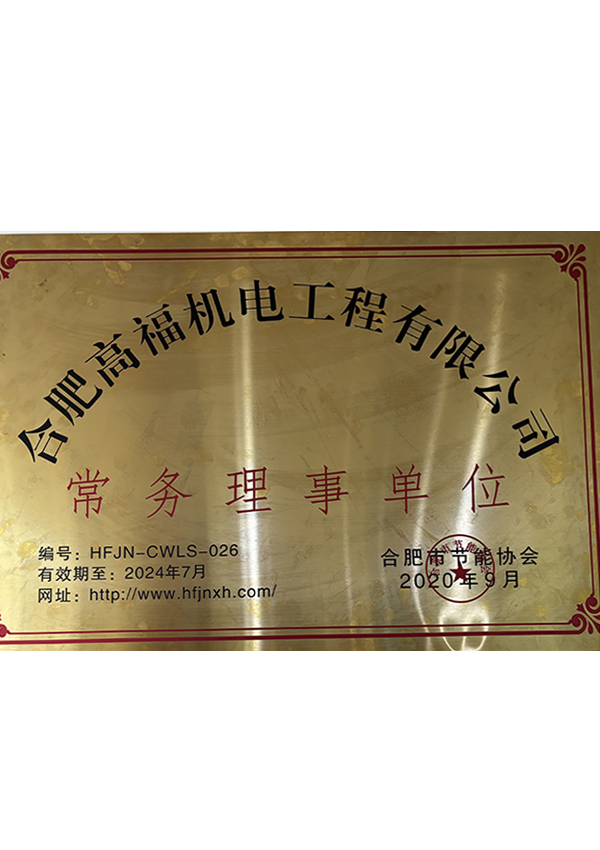 合肥高福机电工程有限公司
常务理事单位
编号：HFJN-CWLS-026
有效期至：2024年7月
网址：http://www.hfjnxh.com/
合肥市节能协会
2020年9月